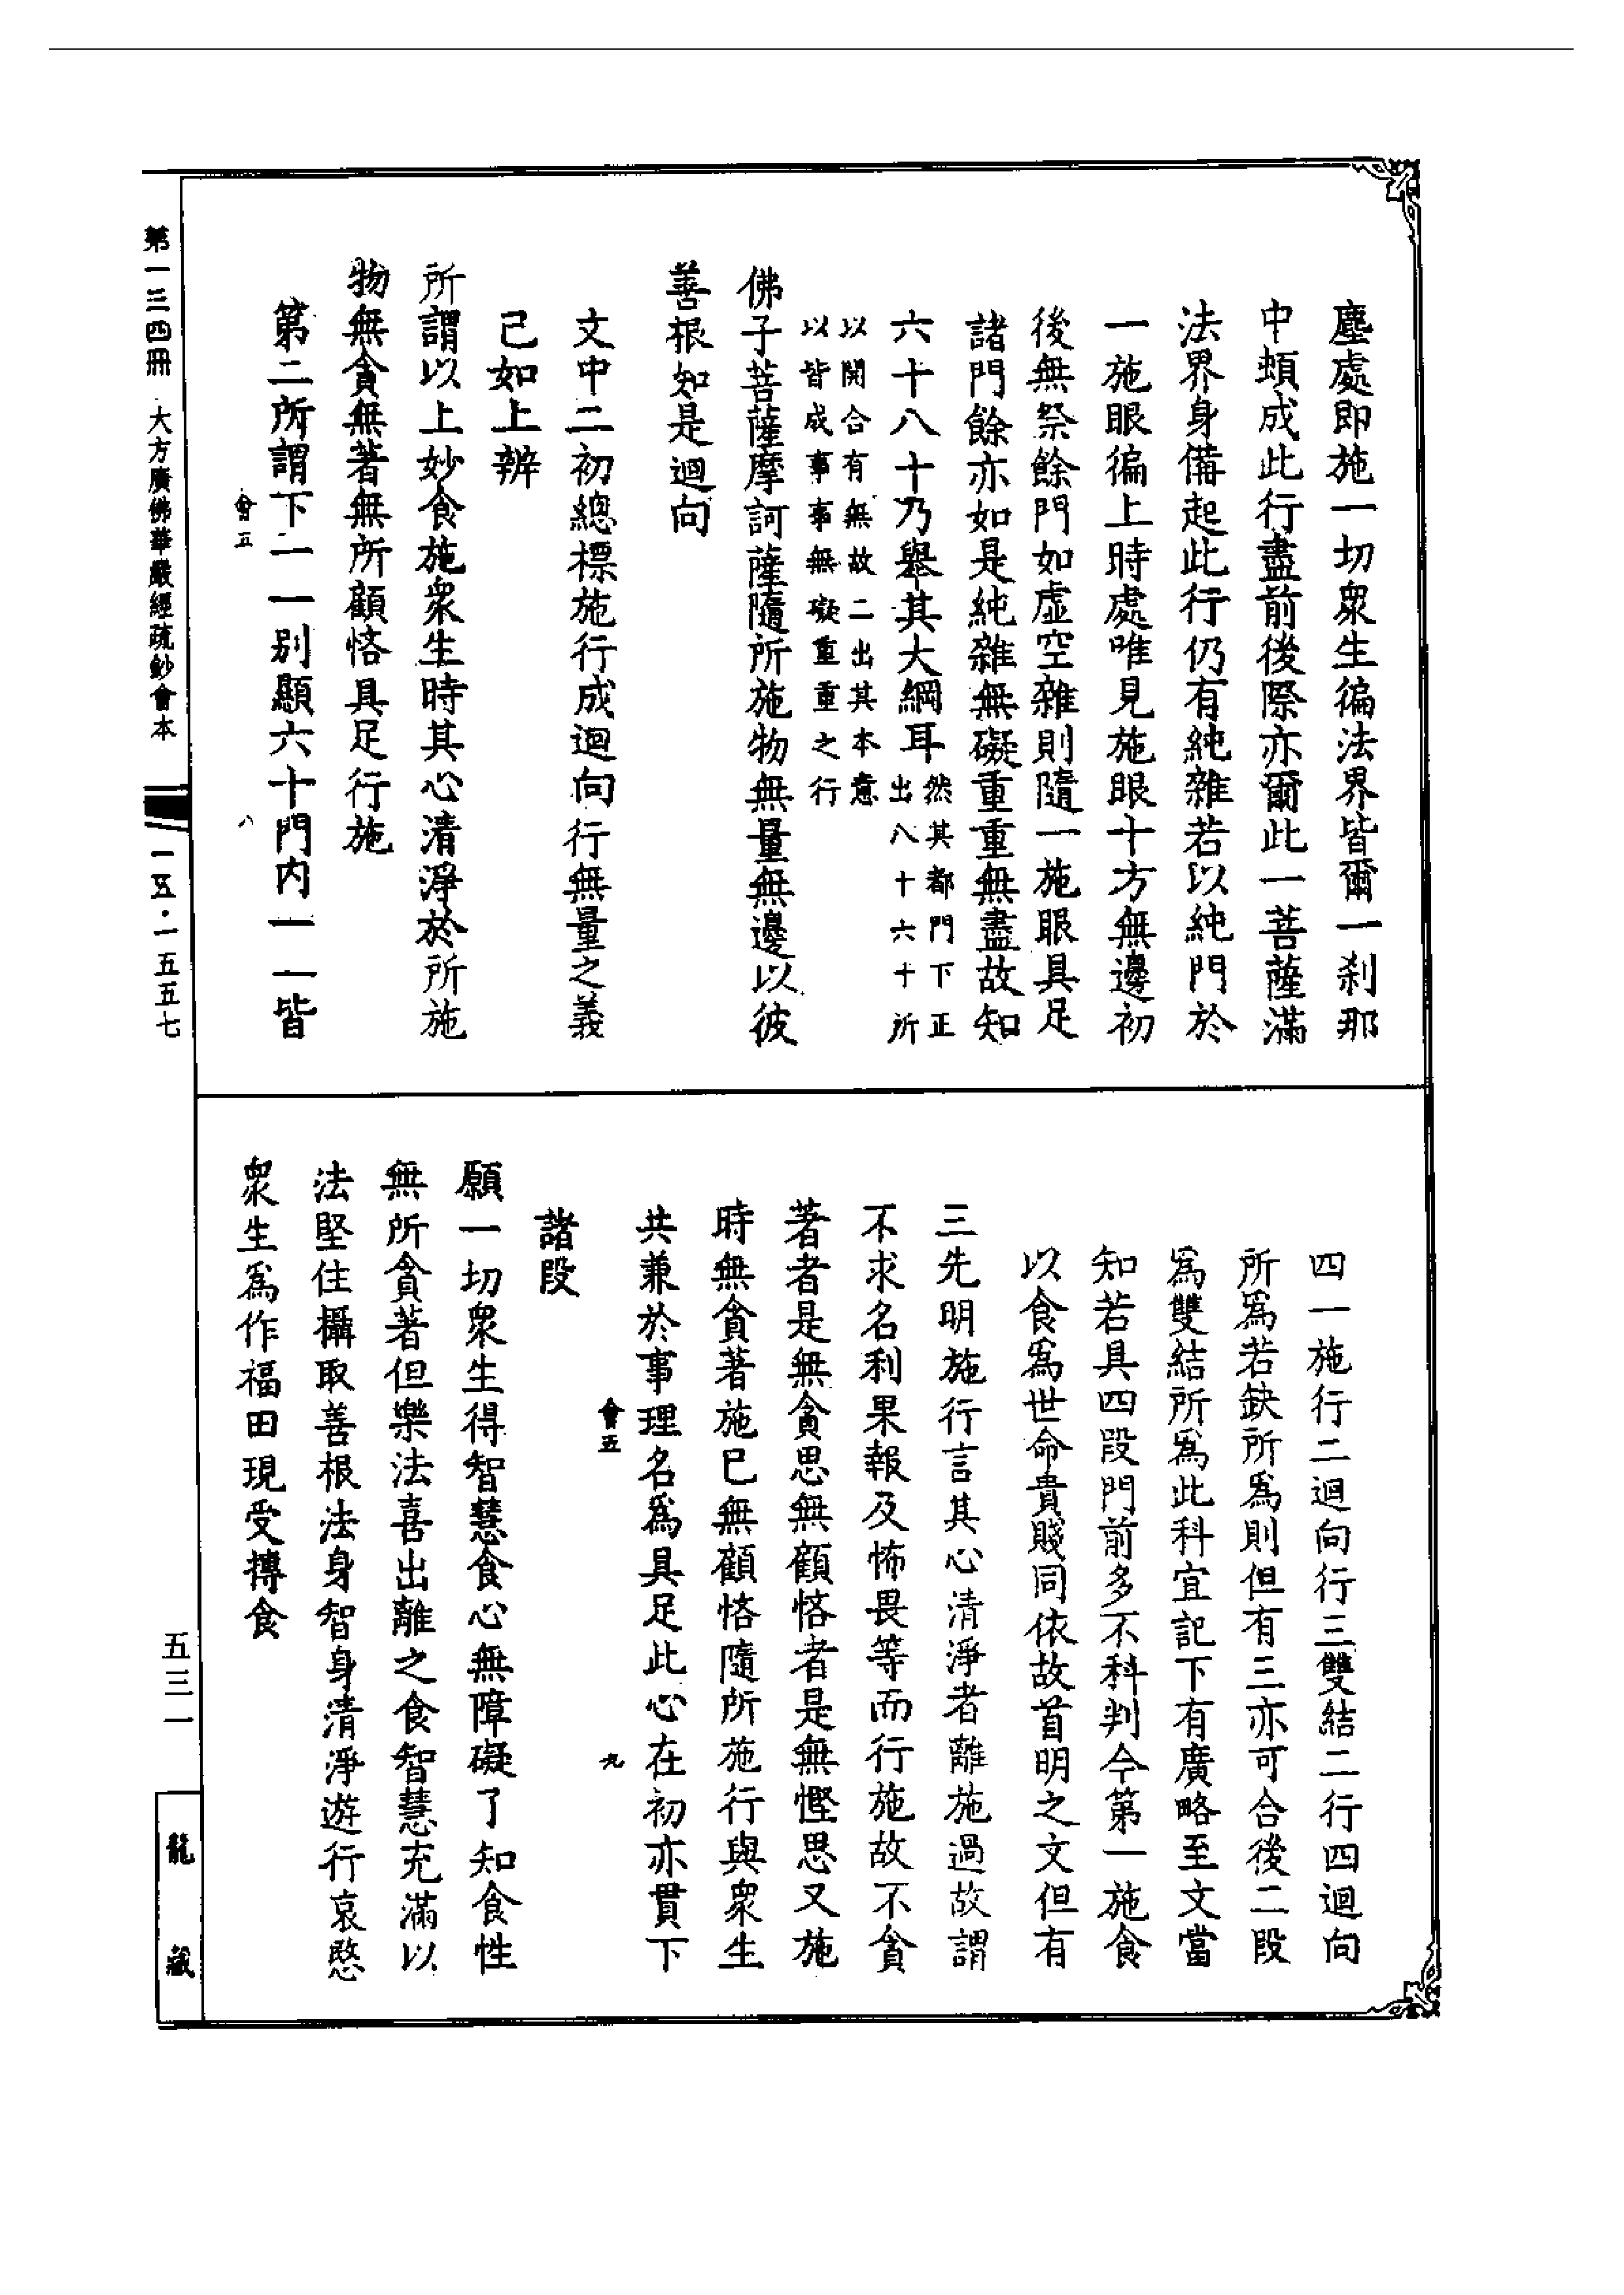 塵處即施一切眾生徧法界皆爾一刹那
中頓成此行盡前後際亦爾此一菩薩滿
法界身備起此行仍有純雜若以純門於
一施眼徧上時處唯見施眼十方無邊初
後無祭餘門如虛空雜則隨一施眼具足
諸門餘亦如是純雜無礙重重無盡故知
六十八十乃舉其大綱耳然其都門下正
出八十六十所
以開合有無故二出其本意
以皆成事事無礙重重之行
佛子菩薩摩訶薩隨所施物無量無邊以彼
善根如是迴向
文中二初總標施行成迴向行無量之義
己如上辨
所謂以上妙食施眾生時其心清淨於所施
物無貪無著無所顧悋具足行施
第二所謂下一一別顯六十門內一一皆
會五
八
四一施行二迴向行三雙結二行四迴向
所為若缺所為則但有三亦可合後二段
為雙結所為此科宜記下有廣略至文當
知若具四段門前多不科判今第一施食
以食為世命貴賤同依故首明之文但有
三先明施行言其心清淨者離施過故謂
不求名利果報及怖畏等而行施故不貪
著者是無貪思無顧悋者是無慳思又施
時無貪著施已無顧悋隨所施行與眾生
共兼於事理名為具足此心在初亦貫下
會五
九
諸段
願一切眾生得智慧食心無障礙了知食性
無所貪著但樂法喜出離之食智慧充滿以
法堅住攝取善根法身智身清淨遊行哀愍
眾生為作福田現受摶食
第一三四冊 大方廣佛華嚴經疏鈔會本
一五·一五五七
五三一
龍藏